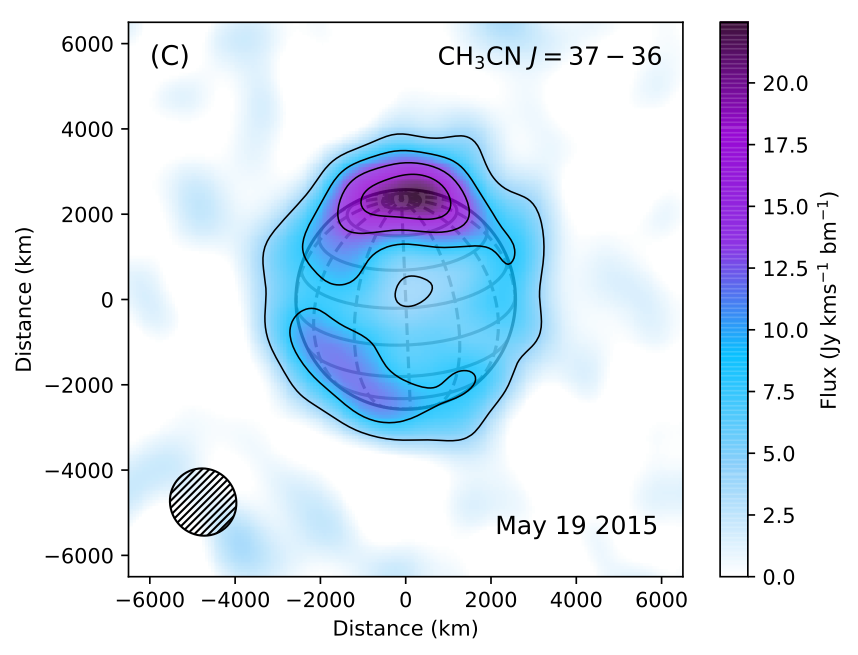 (C)
CH₃CN J = 37 − 36
May 19 2015
6000
4000
2000
0
−2000
−4000
−6000
Distance (km)
−6000 −4000 −2000 0 2000 4000 6000
Distance (km)
20.0
17.5
15.0
12.5
10.0
7.5
5.0
2.5
0.0
Flux (Jy kms⁻¹ bm⁻¹)